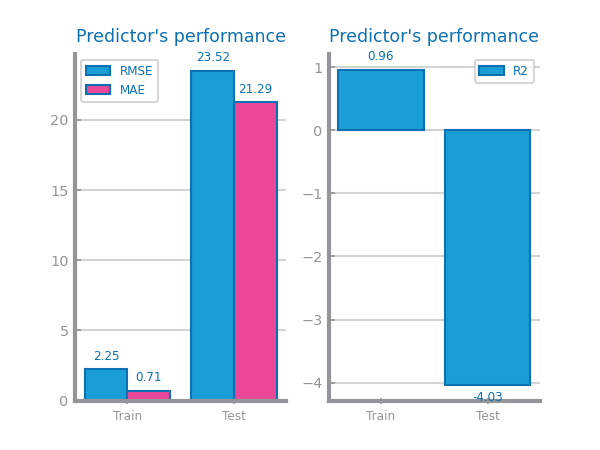 Predictor's performance
RMSE
MAE
23.52
21.29
2.25
0.71
20
15
10
5
0
Train
Test
Predictor's performance
R2
0.96
-4.03
1
0
−1
−2
−3
−4
Train
Test